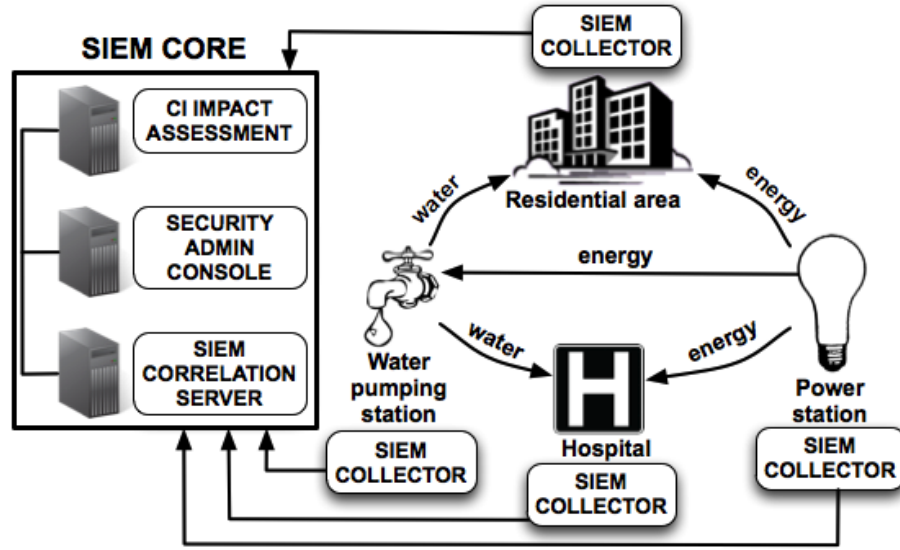 SIEM
COLLECTOR
SIEM CORE
CI IMPACT
ASSESSMENT
SECURITY
ADMIN
CONSOLE
SIEM
CORRELATION
SERVER
Residential area
water
energy
energy
water
energy
Water
pumping
station
Hospital
Power
station
SIEM
COLLECTOR
SIEM
COLLECTOR
SIEM
COLLECTOR
H